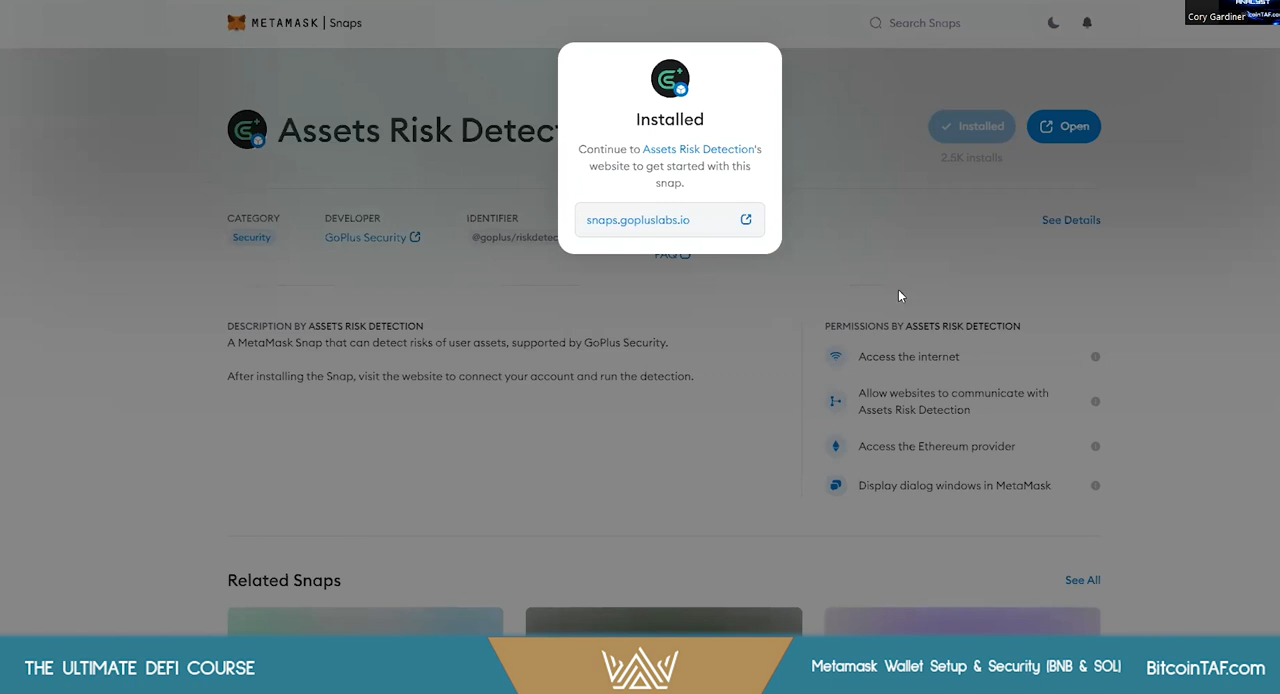 METAMASK | Snaps
Search Snaps
ANALYST
Cory Gardiner
BitcoinTAF.com
Installed
Continue to Assets Risk Detection's
website to get started with this
snap.
snaps.gopluslabs.io
Assets Risk Detect
Installed
Open
2.5K installs
CATEGORY
DEVELOPER
IDENTIFIER
See Details
Security
GoPlus Security
@goplus/riskdetec
FAQ
DESCRIPTION BY ASSETS RISK DETECTION
A MetaMask Snap that can detect risks of user assets, supported by GoPlus Security.
After installing the Snap, visit the website to connect your account and run the detection.
PERMISSIONS BY ASSETS RISK DETECTION
Access the internet
Allow websites to communicate with
Assets Risk Detection
Access the Ethereum provider
Display dialog windows in MetaMask
Related Snaps
See All
THE ULTIMATE DEFI COURSE
Metamask Wallet Setup & Security (BNB & SOL)
BitcoinTAF.com